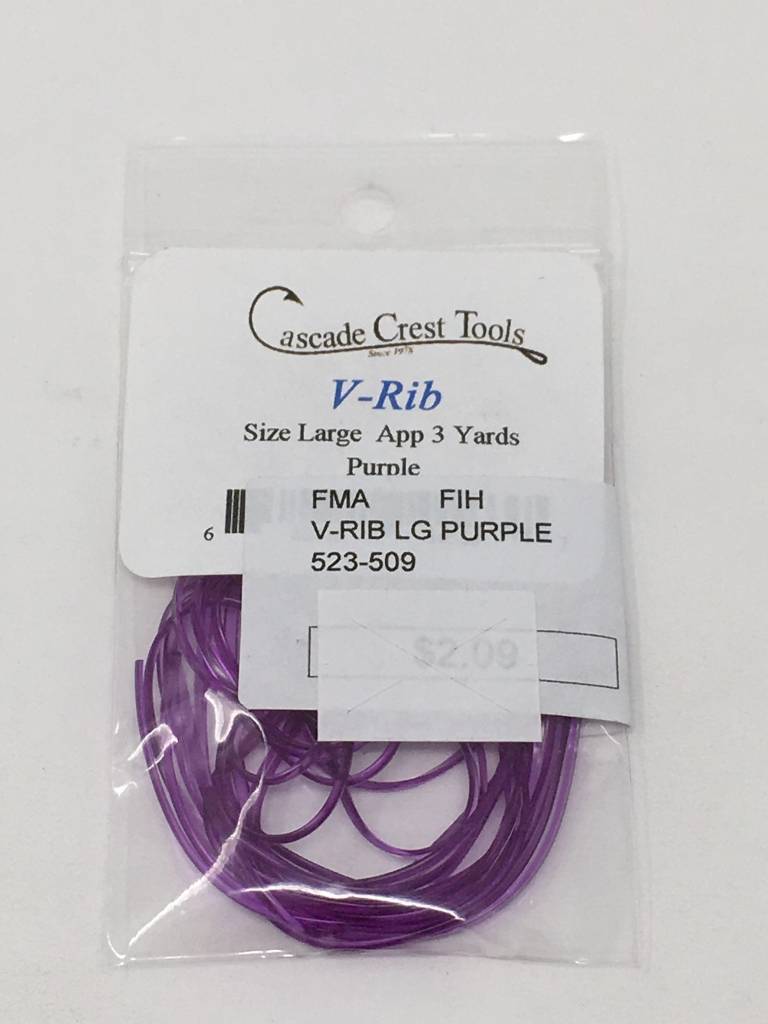 Cascade Crest Tools
Since 1978
V-Rib
Size Large App 3 Yards
Purple
6
FMA FIH
V-RIB LG PURPLE
523-509
$2.09